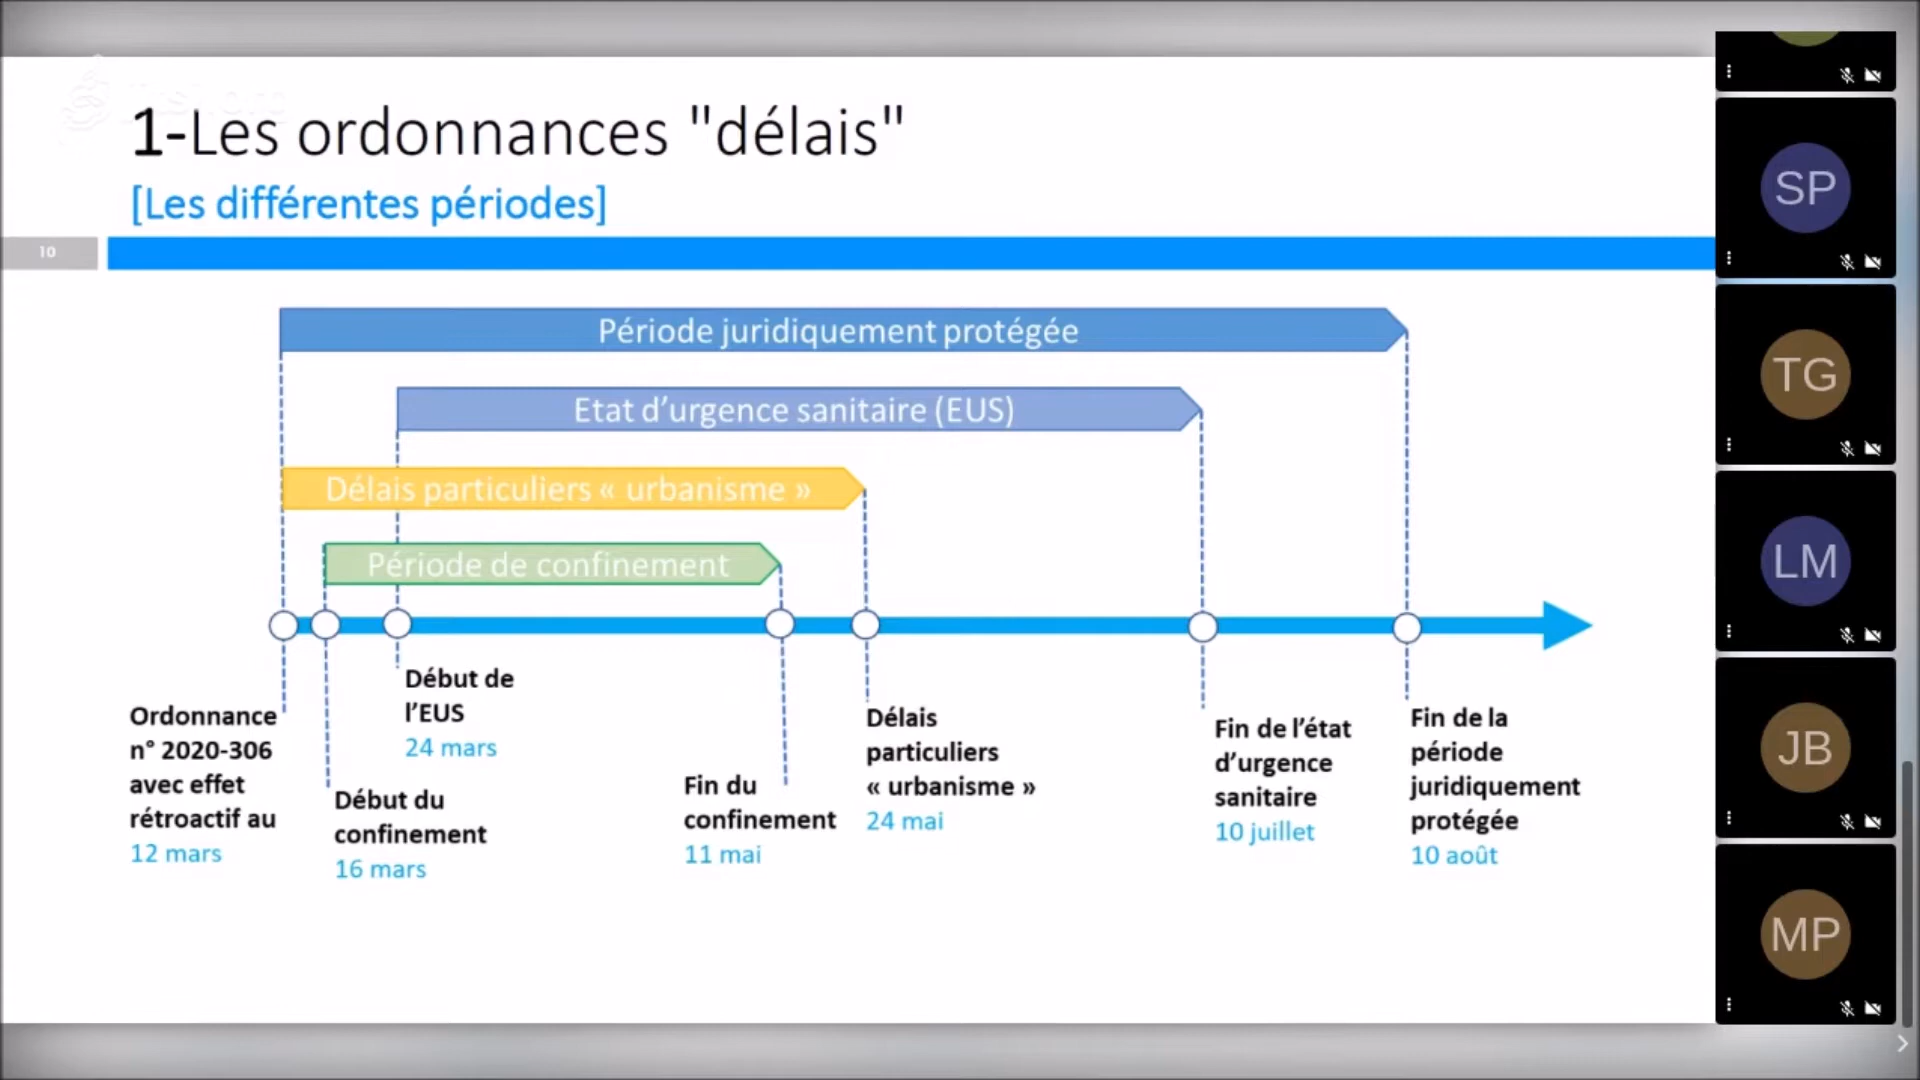 1-Les ordonnances "délais"
[Les différentes périodes]
10
Période juridiquement protégée
Etat d’urgence sanitaire (EUS)
Délais particuliers « urbanisme »
Période de confinement
Ordonnance
n° 2020-306
avec effet
rétroactif au
12 mars
Début du
confinement
16 mars
Début de
l’EUS
24 mars
Fin du
confinement
11 mai
Délais
particuliers
« urbanisme »
24 mai
Fin de l’état
d’urgence
sanitaire
10 juillet
Fin de la
période
juridiquement
protégée
10 août
SP
TG
LM
JB
MP